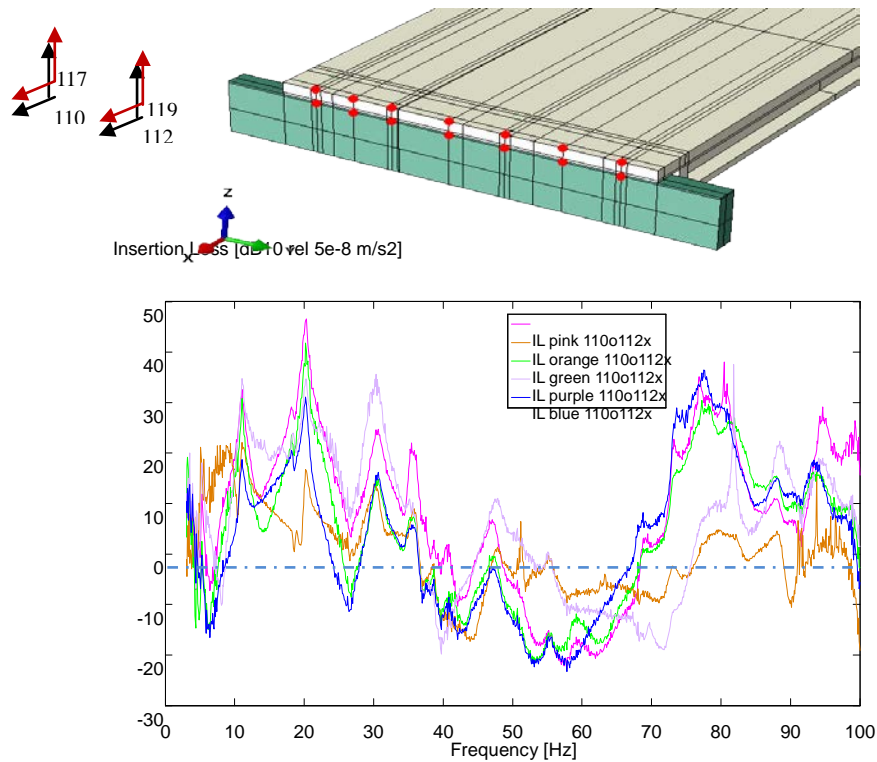 117
119
110
112
z
x
Insertion Loss [dB10 rel 5e-8 m/s2]
50
40
30
20
10
0
-10
-20
-30
IL pink 110o112x
IL orange 110o112x
IL green 110o112x
IL purple 110o112x
IL blue 110o112x
0 10 20 30 40 50 60 70 80 90 100
Frequency [Hz]